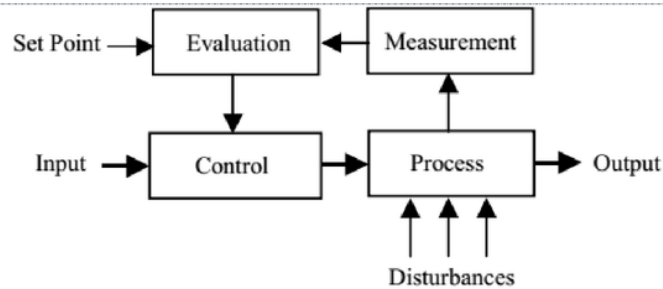 Set Point Evaluation Measurement
Input Control Process Output
Disturbances